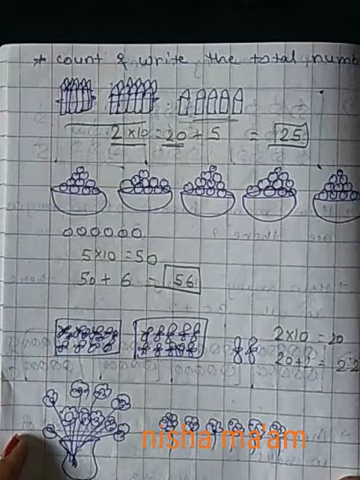 * count & write the total numb
2 x 10 = 20 + 5 = 25
5 x 10 = 50
50 + 6 = 56
2 x 10 = 20
20 + 2 = 22
nisha ma'am